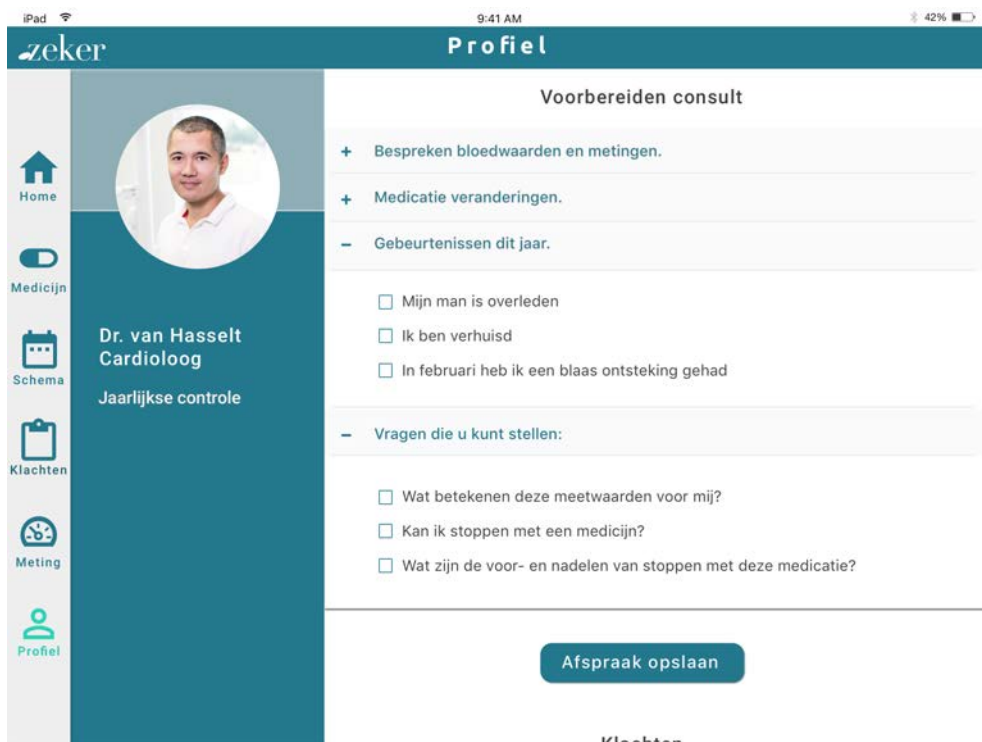 iPad
9:41 AM
42%
zeker
Profiel
Home
Medicijn
Schema
Klachten
Meting
Profiel
Dr. van Hasselt
Cardioloog
Jaarlijkse controle
Voorbereiden consult
+ Bespreken bloedwaarden en metingen.
+ Medicatie veranderingen.
– Gebeurtenissen dit jaar.
Mijn man is overleden
Ik ben verhuisd
In februari heb ik een blaas ontsteking gehad
– Vragen die u kunt stellen:
Wat betekenen deze meetwaarden voor mij?
Kan ik stoppen met een medicijn?
Wat zijn de voor- en nadelen van stoppen met deze medicatie?
Afspraak opslaan
Klachten